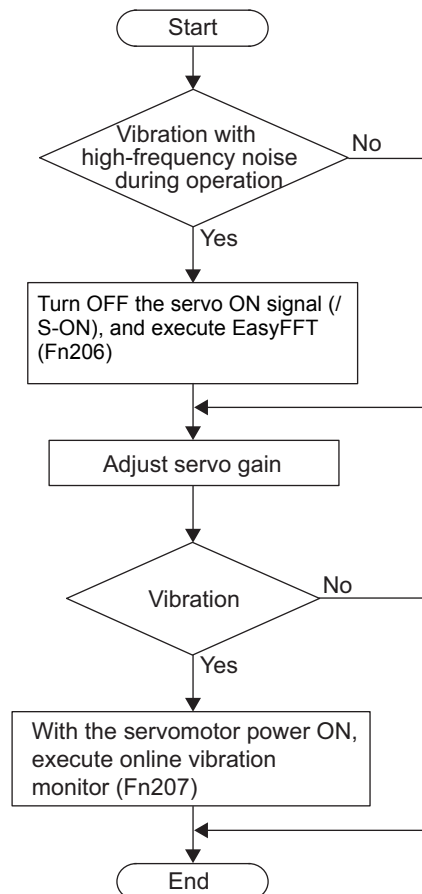 Start
Vibration with
high-frequency noise
during operation
No
Yes
Turn OFF the servo ON signal (/
S-ON), and execute EasyFFT
(Fn206)
Adjust servo gain
Vibration
No
Yes
With the servomotor power ON,
execute online vibration
monitor (Fn207)
End